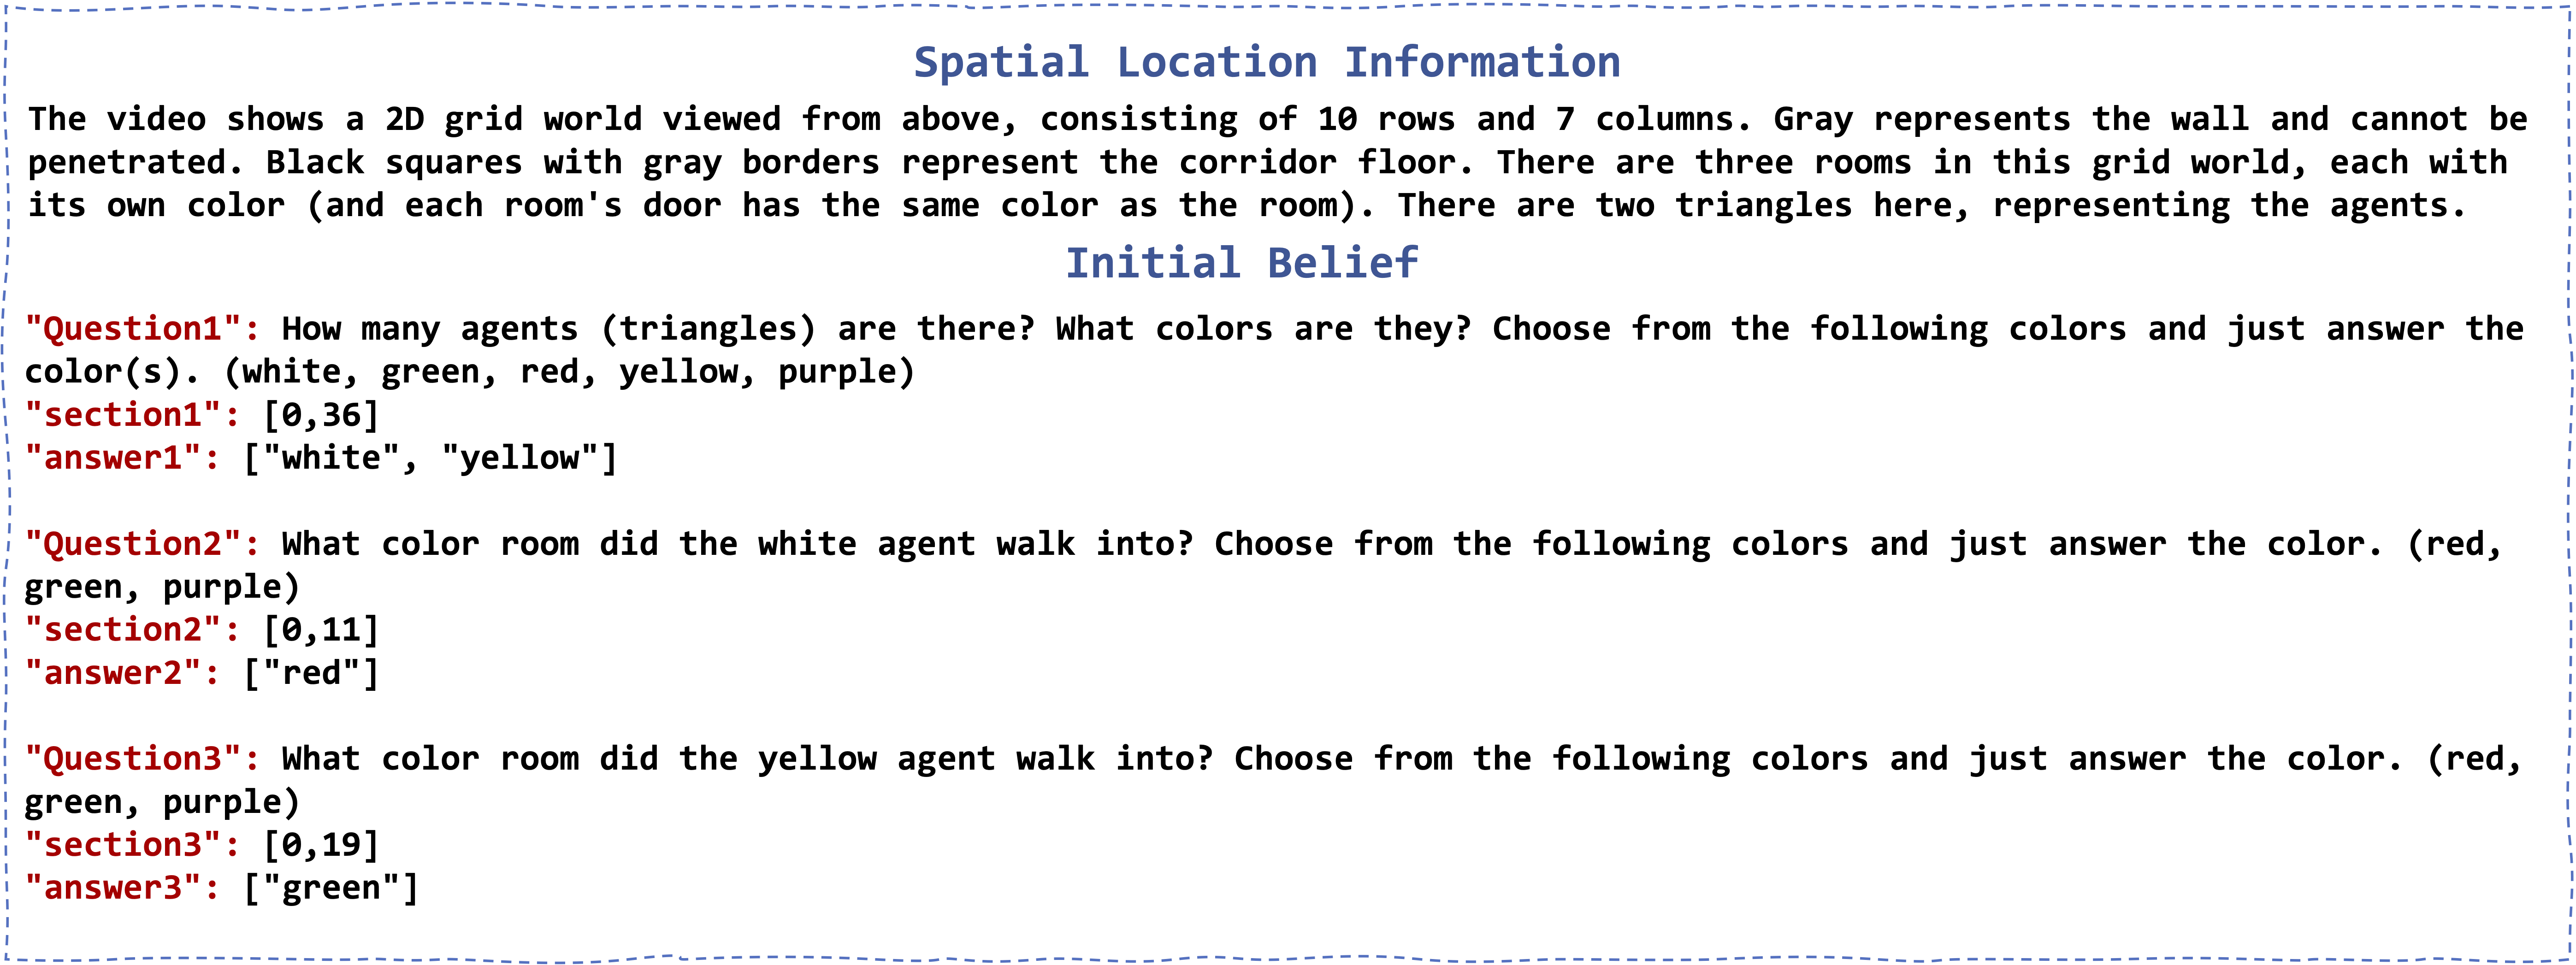 Spatial Location Information
The video shows a 2D grid world viewed from above, consisting of 10 rows and 7 columns. Gray represents the wall and cannot be
penetrated. Black squares with gray borders represent the corridor floor. There are three rooms in this grid world, each with
its own color (and each room's door has the same color as the room). There are two triangles here, representing the agents.
Initial Belief
"Question1": How many agents (triangles) are there? What colors are they? Choose from the following colors and just answer the
color(s). (white, green, red, yellow, purple)
"section1": [0,36]
"answer1": ["white", "yellow"]
"Question2": What color room did the white agent walk into? Choose from the following colors and just answer the color. (red,
green, purple)
"section2": [0,11]
"answer2": ["red"]
"Question3": What color room did the yellow agent walk into? Choose from the following colors and just answer the color. (red,
green, purple)
"section3": [0,19]
"answer3": ["green"]